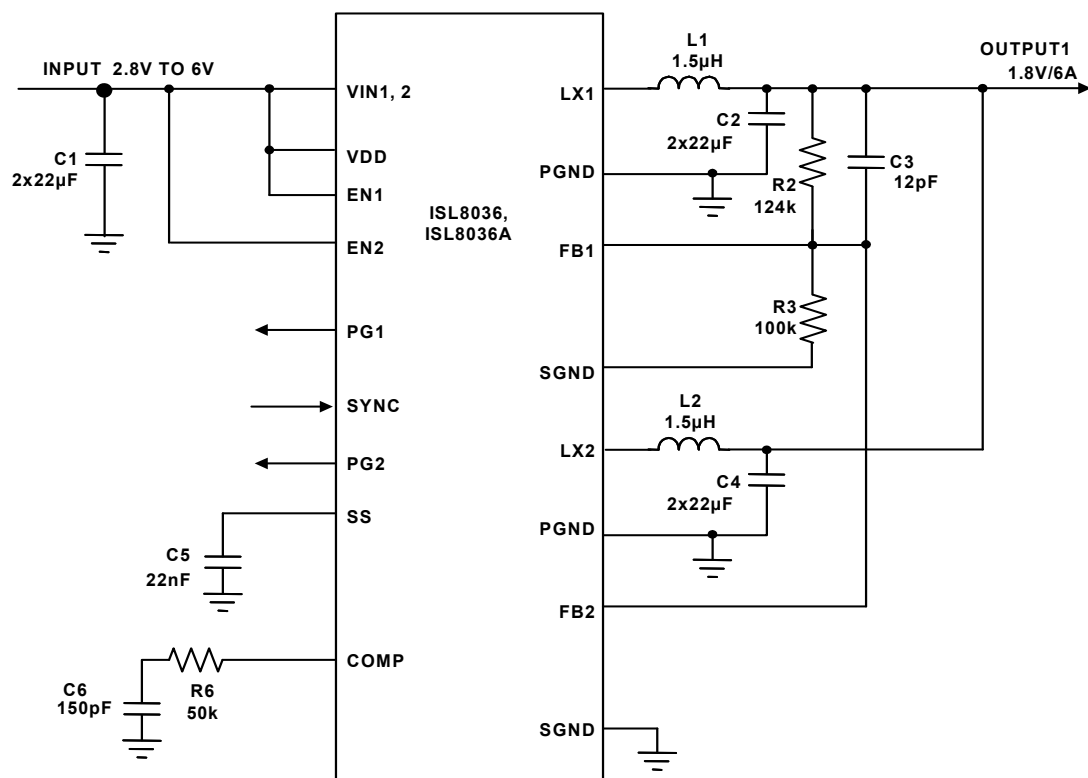 INPUT 2.8V TO 6V
C1
2x22µF
VIN1, 2
VDD
EN1
EN2
PG1
SYNC
PG2
SS
C5
22nF
COMP
R6
50k
C6
150pF
ISL8036,
ISL8036A
LX1
PGND
FB1
SGND
LX2
PGND
FB2
SGND
L1
1.5µH
C2
2x22µF
R2
124k
C3
12pF
OUTPUT1
1.8V/6A
R3
100k
L2
1.5µH
C4
2x22µF